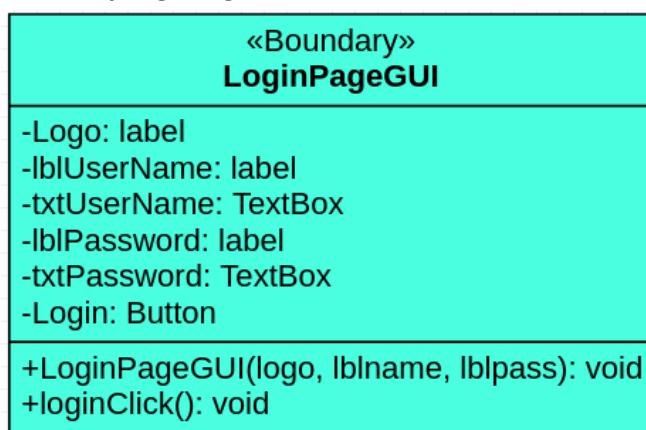 «Boundary»
LoginPageGUI
-Logo: label
-lblUserName: label
-txtUserName: TextBox
-lblPassword: label
-txtPassword: TextBox
-Login: Button
+LoginPageGUI(logo, lblname, lblpass): void
+loginClick(): void